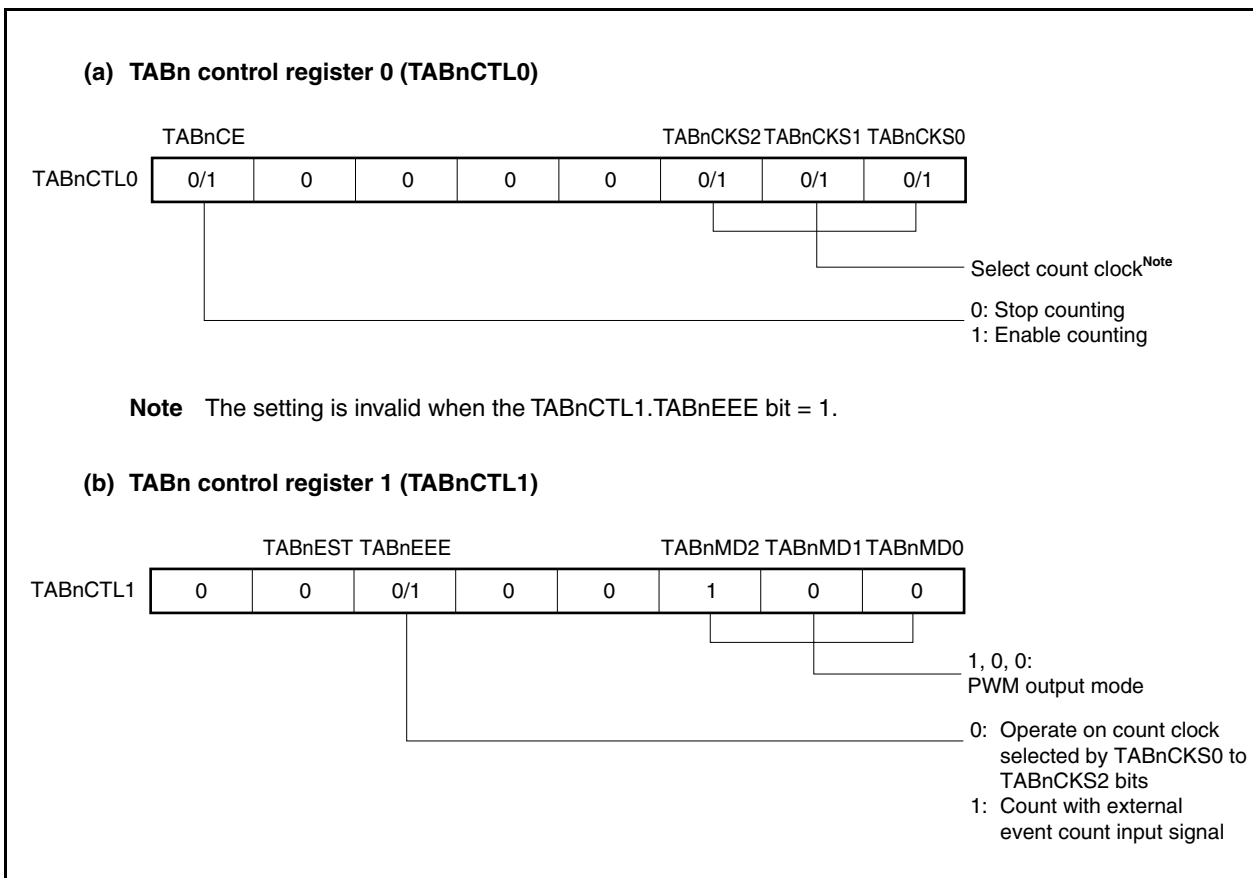 (a) TABn control register 0 (TABnCTL0)
TABnCE TABnCKS2 TABnCKS1 TABnCKS0
TABnCTL0 0/1 0 0 0 0 0/1 0/1 0/1
Select count clockNote
0: Stop counting
1: Enable counting
Note The setting is invalid when the TABnCTL1.TABnEEE bit = 1.
(b) TABn control register 1 (TABnCTL1)
TABnEST TABnEEE TABnMD2 TABnMD1 TABnMD0
TABnCTL1 0 0 0/1 0 0 1 0 0
1, 0, 0:
PWM output mode
0: Operate on count clock
selected by TABnCKS0 to
TABnCKS2 bits
1: Count with external
event count input signal